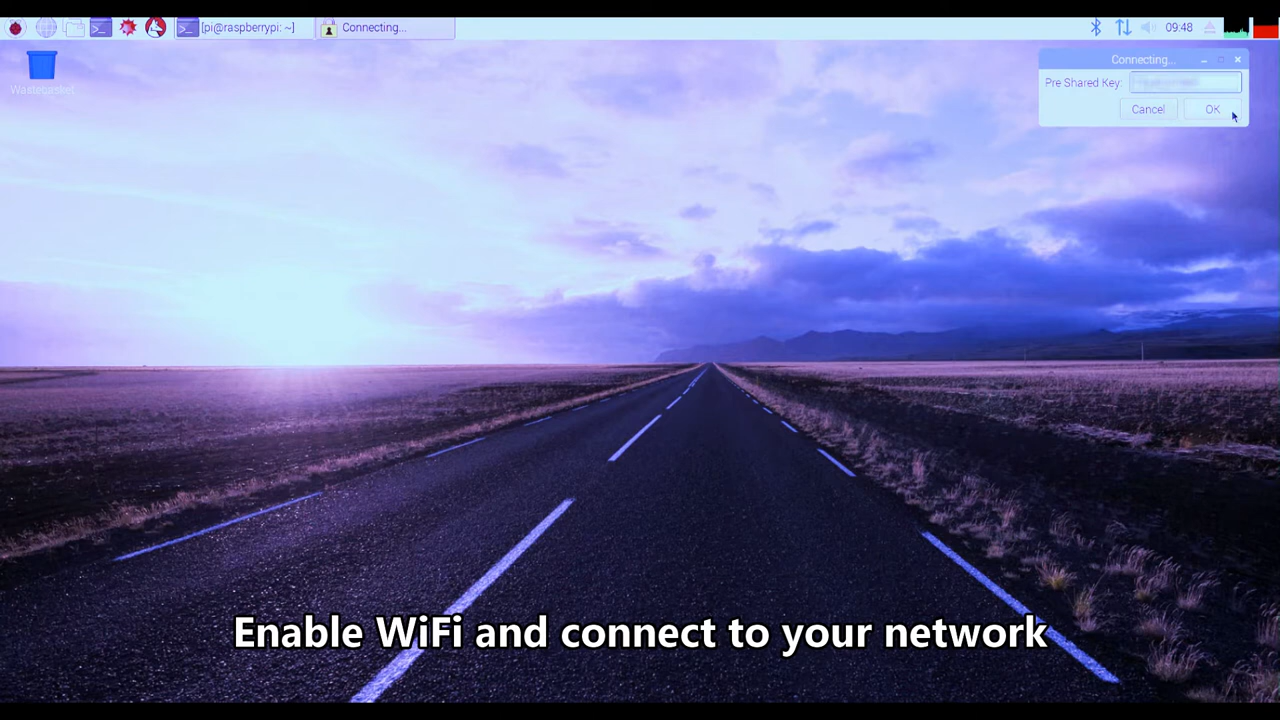 [pi@raspberrypi: ~]
Connecting...
09:48
Wastebasket
Connecting...
Pre Shared Key:
Cancel
OK
Enable WiFi and connect to your network